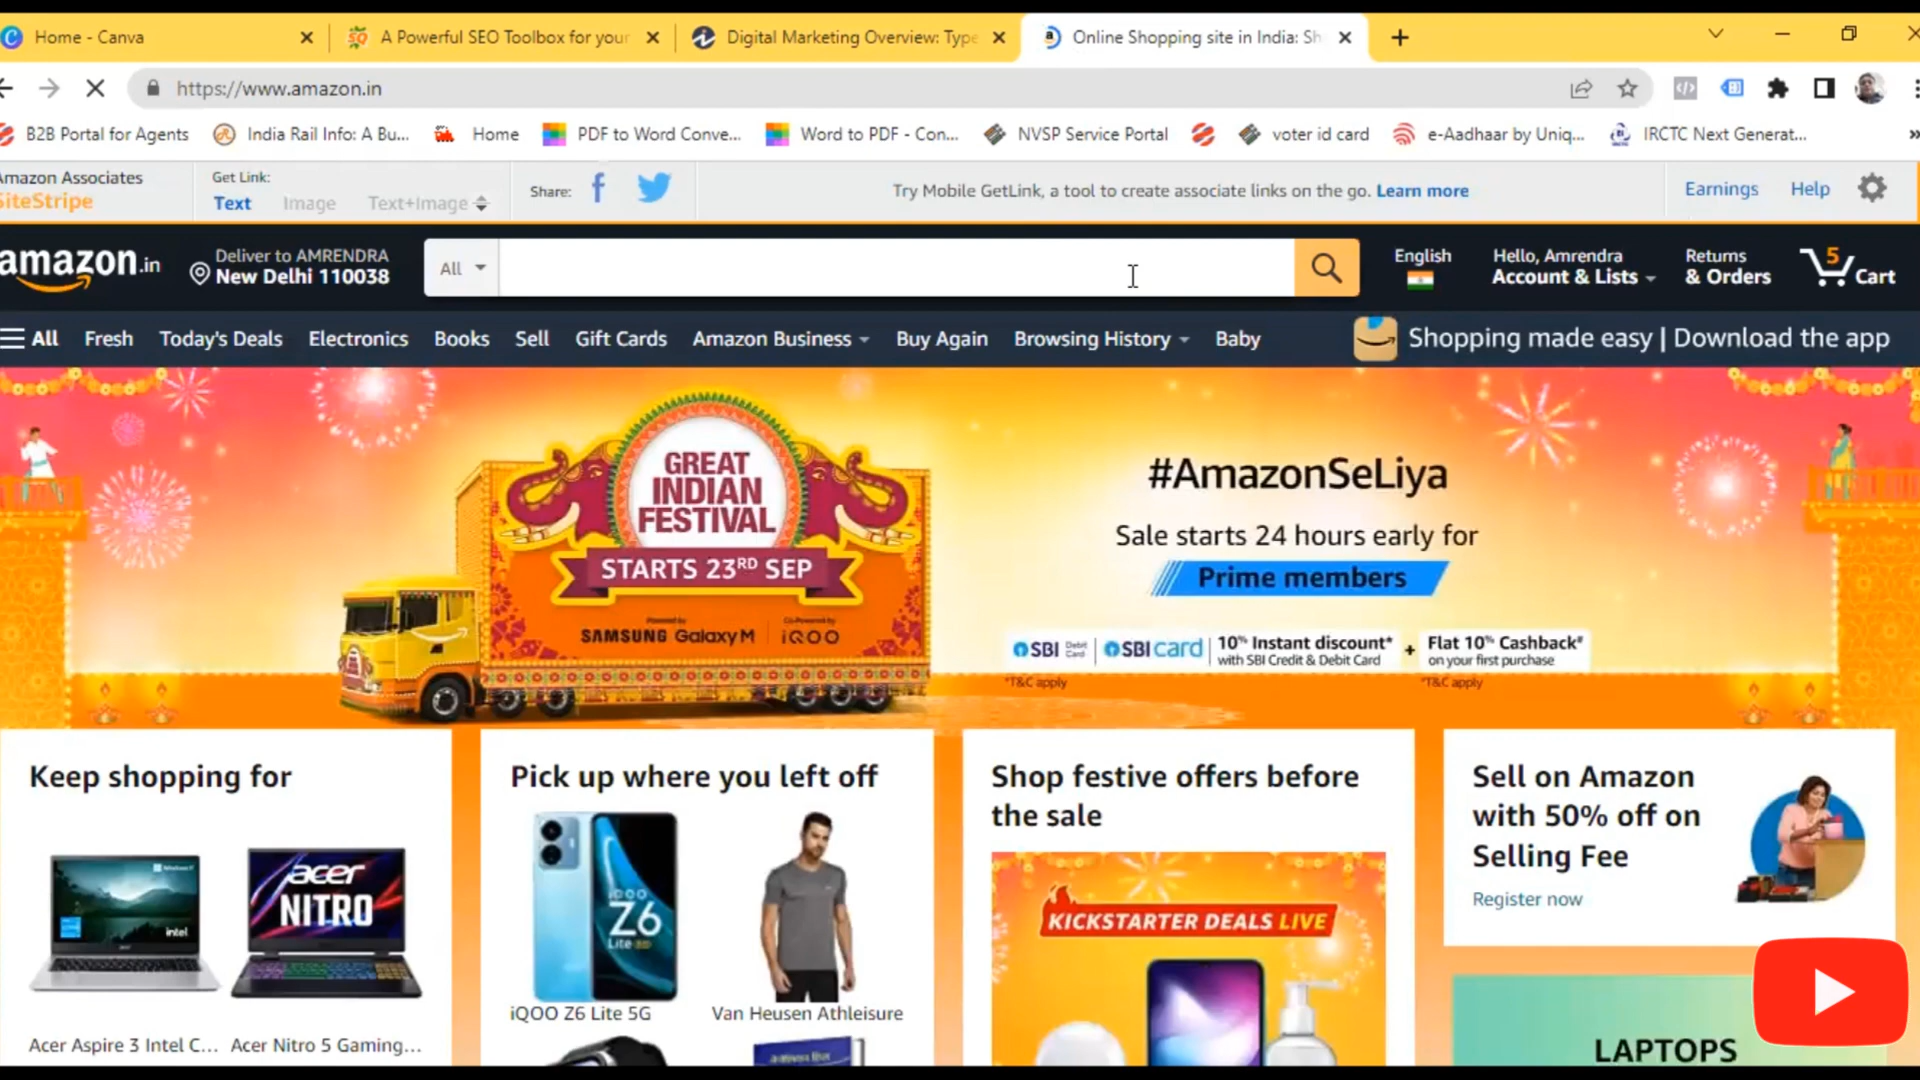 Home - Canva
A Powerful SEO Toolbox for your
Digital Marketing Overview: Type
Online Shopping site in India: Sh
https://www.amazon.in
B2B Portal for Agents
India Rail Info: A Bu...
Home
PDF to Word Conve...
Word to PDF - Con...
NVSP Service Portal
voter id card
e-Aadhaar by Uniq...
IRCTC Next Generat...
Amazon Associates
SiteStripe
Get Link:
Text Image Text+Image
Share:
Try Mobile GetLink, a tool to create associate links on the go. Learn more
Earnings Help
amazon.in
Deliver to AMRENDRA
New Delhi 110038
All
English
Hello, Amrendra
Account & Lists
Returns
& Orders
5
Cart
All Fresh Today's Deals Electronics Books Sell Gift Cards Amazon Business Buy Again Browsing History Baby
Shopping made easy | Download the app
GREAT
INDIAN
FESTIVAL
STARTS 23RD SEP
SAMSUNG Galaxy M
iQOO
#AmazonSeLiya
Sale starts 24 hours early for
Prime members
SBI Debit Card
SBI card
10% Instant discount*
with SBI Credit & Debit Card
+
Flat 10% Cashback#
on your first purchase
*T&C apply
*T&C apply
Keep shopping for
intel
acer
NITRO
Acer Aspire 3 Intel C...
Acer Nitro 5 Gaming...
Pick up where you left off
iQOO
Z6
Lite 5G
iQOO Z6 Lite 5G
Van Heusen Athleisure
Shop festive offers before
the sale
KICKSTARTER DEALS LIVE
Sell on Amazon
with 50% off on
Selling Fee
Register now
LAPTOPS